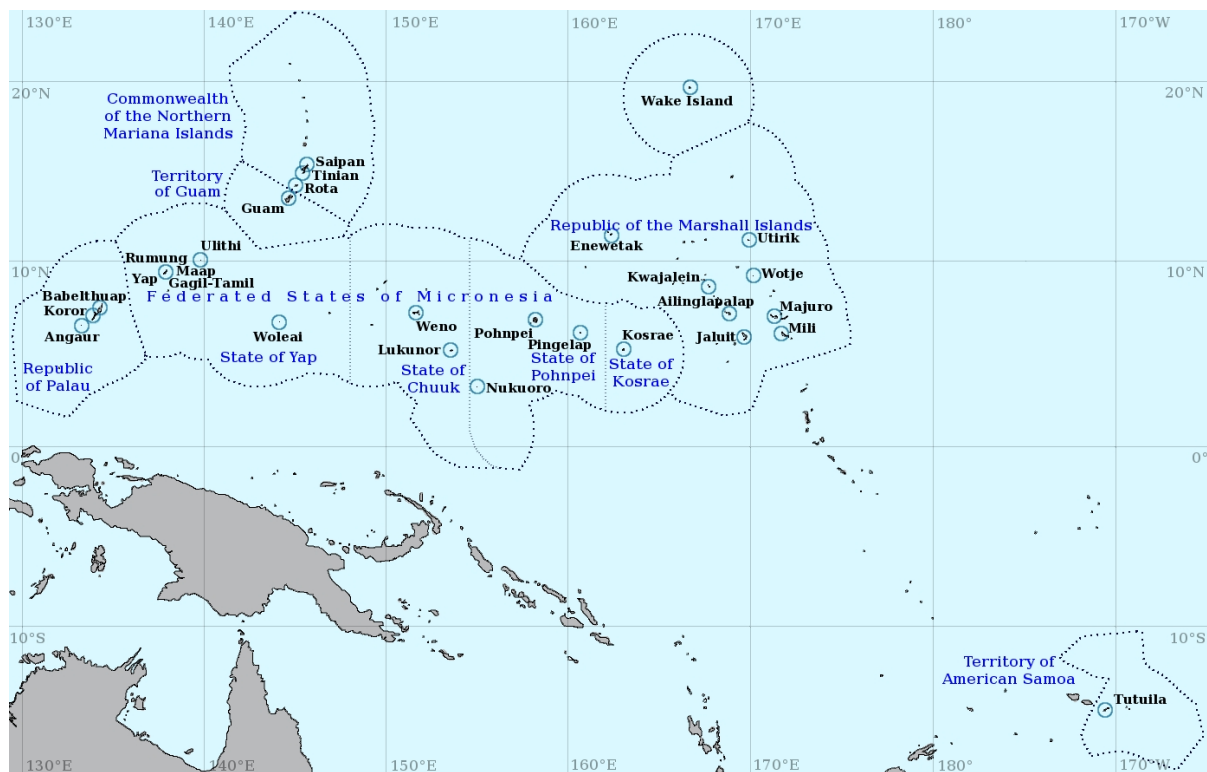 130°E 140°E 150°E 160°E 170°E 180° 170°W
20°N 20°N
Commonwealth
of the Northern
Mariana Islands
Wake Island
Saipan
Tinian
Rota
Territory
of Guam
Guam
Republic of the Marshall Islands
Enewetak
Utirik
Ulithi
Rumung
Maap
Yap
Gagil-Tamil
10°N 10°N
Kwajalein
Wotje
Babelthuap
Koror
Angaur
Federated States of Micronesia
Ailinglapalap
Majuro
Mili
Jaluit
Woleai
Weno
Pohnpei
Pingelap
Kosrae
Lukunor
Nukuoro
Republic
of Palau
State of Yap
State of
Chuuk
State of
Pohnpei
State of
Kosrae
0° 0°
10°S 10°S
Territory of
American Samoa
Tutuila
130°E 140°E 150°E 160°E 170°E 180° 170°W